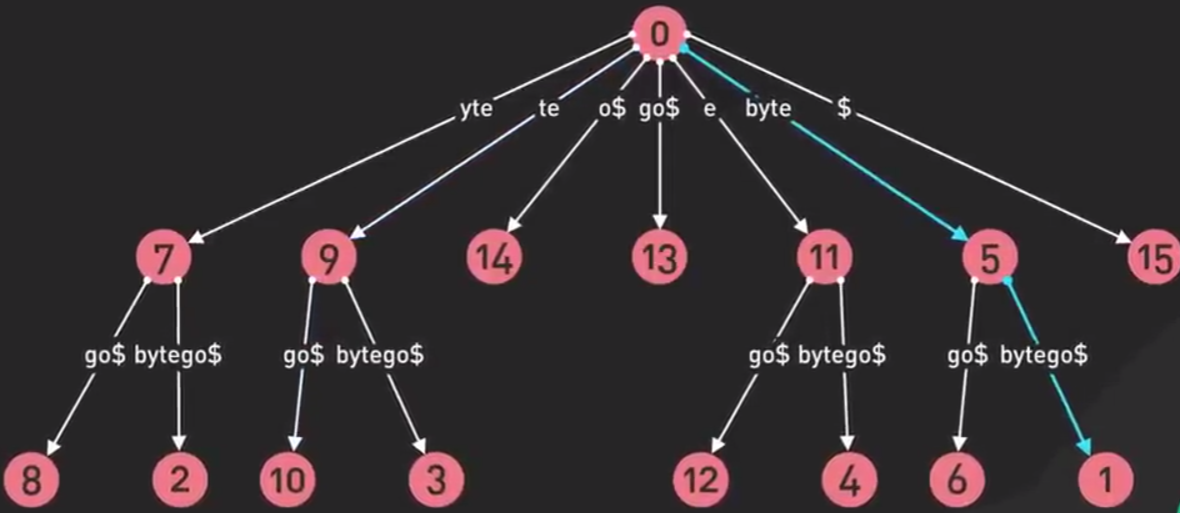 0
yte te o$ go$ e byte $
7 9 14 13 11 5 15
go$ bytego$ go$ bytego$ go$ bytego$ go$ bytego$
8 2 10 3 12 4 6 1